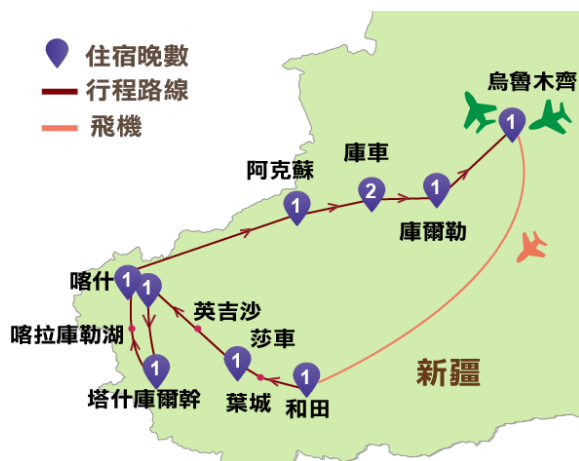 住宿晚數
行程路線
飛機
烏魯木齊
1
庫車
2
阿克蘇
1
1
庫爾勒
喀什
1
1
英吉沙
喀拉庫勒湖
莎車
1
1
1
塔什庫爾幹
葉城
和田
新疆